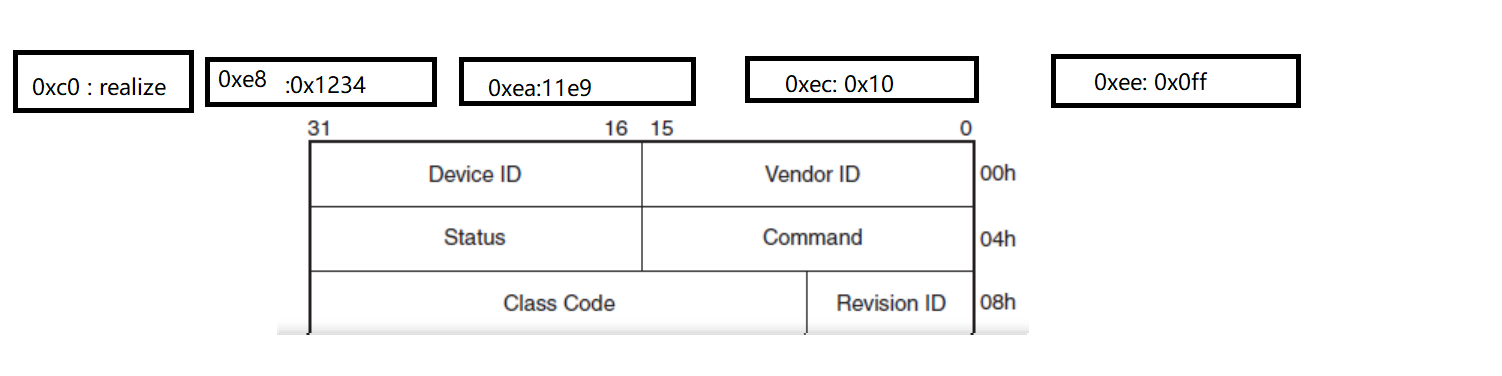 0xc0 : realize
0xe8 :0x1234
0xea:11e9
0xec: 0x10
0xee: 0x0ff
31 16 15 0
Device ID Vendor ID 00h
Status Command 04h
Class Code Revision ID 08h